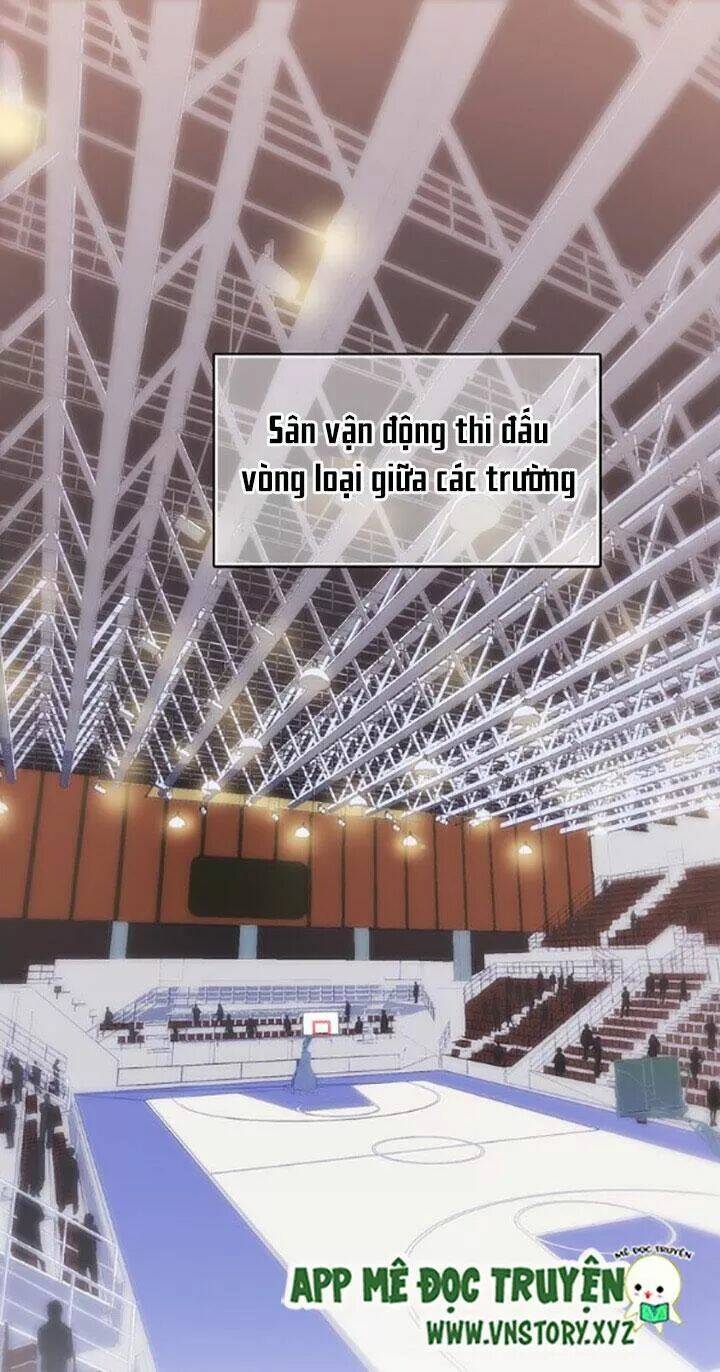 Sân vận động thi đấu
vòng loại giữa các trường
MÊ ĐỌC TRUYỆN
APP MÊ ĐỌC TRUYỆN
WWW.VNSTORY.XYZ